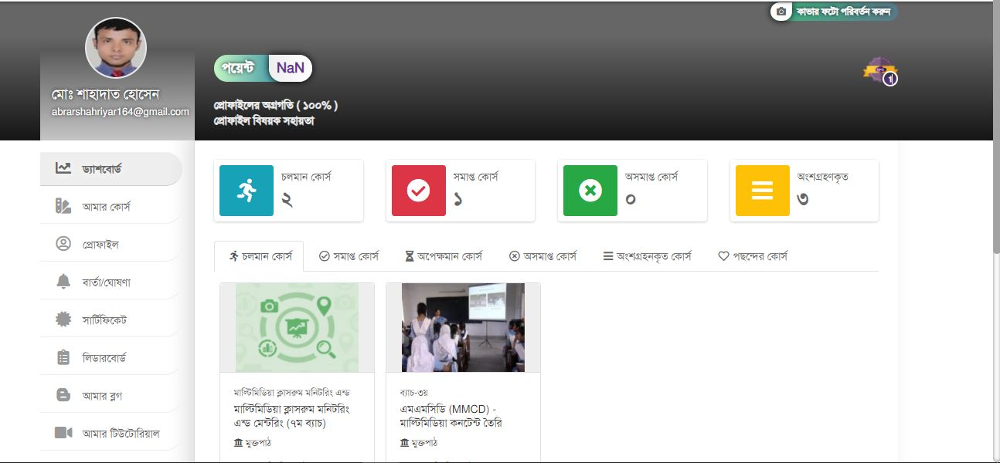 কাভার ফটো পরিবর্তন করুন
পয়েন্ট NaN
মোঃ শাহাদাত হোসেন
abrarshahriyar164@gmail.com
প্রোফাইলের অগ্রগতি ( ১০০% )
প্রোফাইল বিষয়ক সহায়তা
ড্যাশবোর্ড
আমার কোর্স
প্রোফাইল
বার্তা/ঘোষণা
সার্টিফিকেট
লিডারবোর্ড
আমার ব্লগ
আমার টিউটোরিয়াল
চলমান কোর্স
২
সমাপ্ত কোর্স
১
অসমাপ্ত কোর্স
০
অংশগ্রহণকৃত
৩
চলমান কোর্স সমাপ্ত কোর্স অপেক্ষমান কোর্স অসমাপ্ত কোর্স অংশগ্রহনকৃত কোর্স পছন্দের কোর্স
মাল্টিমিডিয়া ক্লাসরুম মনিটরিং এন্ড
মাল্টিমিডিয়া ক্লাসরুম মনিটরিং
এন্ড মেন্টরিং (৭ম ব্যাচ)
মুক্তপাঠ
ব্যাচ-৩য়
এমএমসিডি (MMCD) -
মাল্টিমিডিয়া কনটেন্ট তৈরি
মুক্তপাঠ